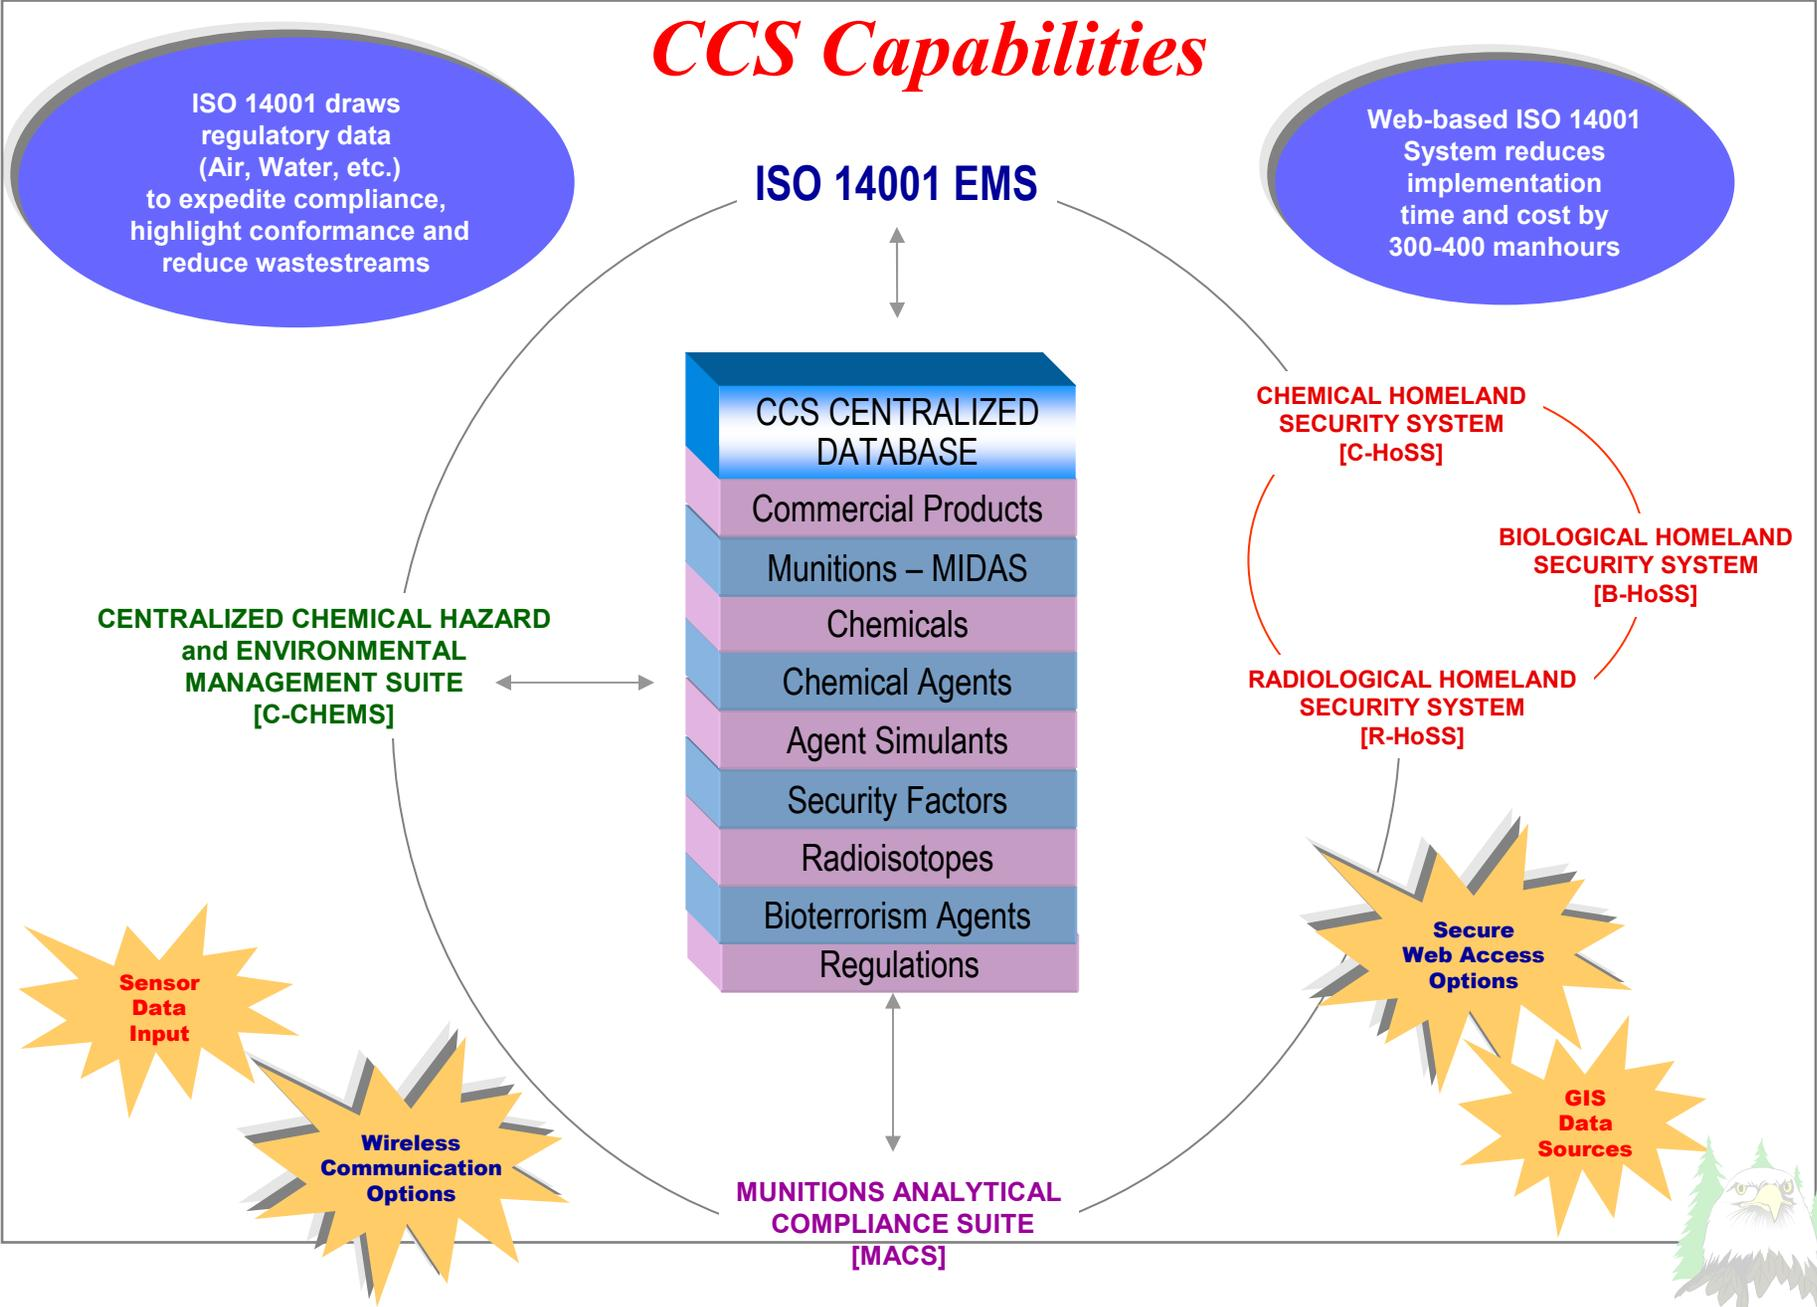 CCS Capabilities
ISO 14001 draws
regulatory data
(Air, Water, etc.)
to expedite compliance,
highlight conformance and
reduce wastestreams
Web-based ISO 14001
System reduces
implementation
time and cost by
300-400 manhours
ISO 14001 EMS
CCS CENTRALIZED
DATABASE
Commercial Products
Munitions – MIDAS
Chemicals
Chemical Agents
Agent Simulants
Security Factors
Radioisotopes
Bioterrorism Agents
Regulations
CHEMICAL HOMELAND
SECURITY SYSTEM
[C-HoSS]
BIOLOGICAL HOMELAND
SECURITY SYSTEM
[B-HoSS]
RADIOLOGICAL HOMELAND
SECURITY SYSTEM
[R-HoSS]
CENTRALIZED CHEMICAL HAZARD
and ENVIRONMENTAL
MANAGEMENT SUITE
[C-CHEMS]
Sensor
Data
Input
Wireless
Communication
Options
Secure
Web Access
Options
GIS
Data
Sources
MUNITIONS ANALYTICAL
COMPLIANCE SUITE
[MACS]